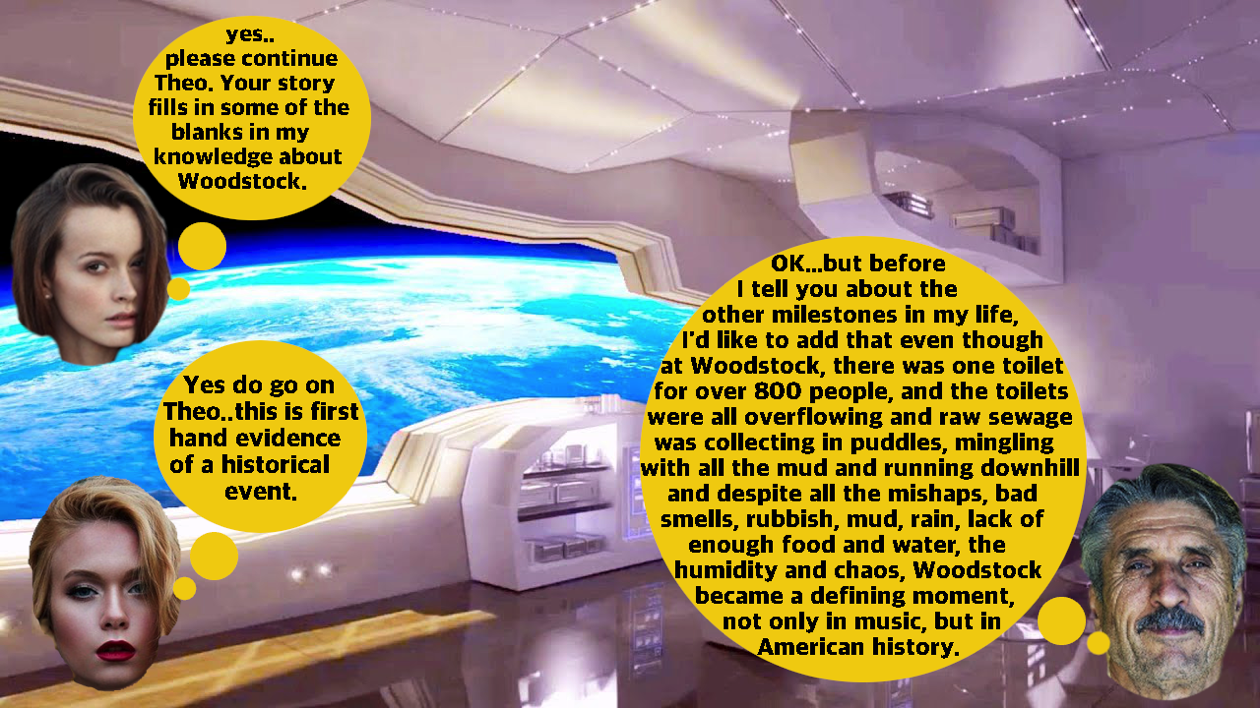 yes..
please continue
Theo. Your story
fills in some of the
blanks in my
knowledge about
Woodstock.
Yes do go on
Theo..this is first
hand evidence
of a historical
event.
OK...but before
I tell you about the
other milestones in my life,
I'd like to add that even though
at Woodstock, there was one toilet
for over 800 people, and the toilets
were all overflowing and raw sewage
was collecting in puddles, mingling
with all the mud and running downhill
and despite all the mishaps, bad
smells, rubbish, mud, rain, lack of
enough food and water, the
humidity and chaos, Woodstock
became a defining moment,
not only in music, but in
American history.